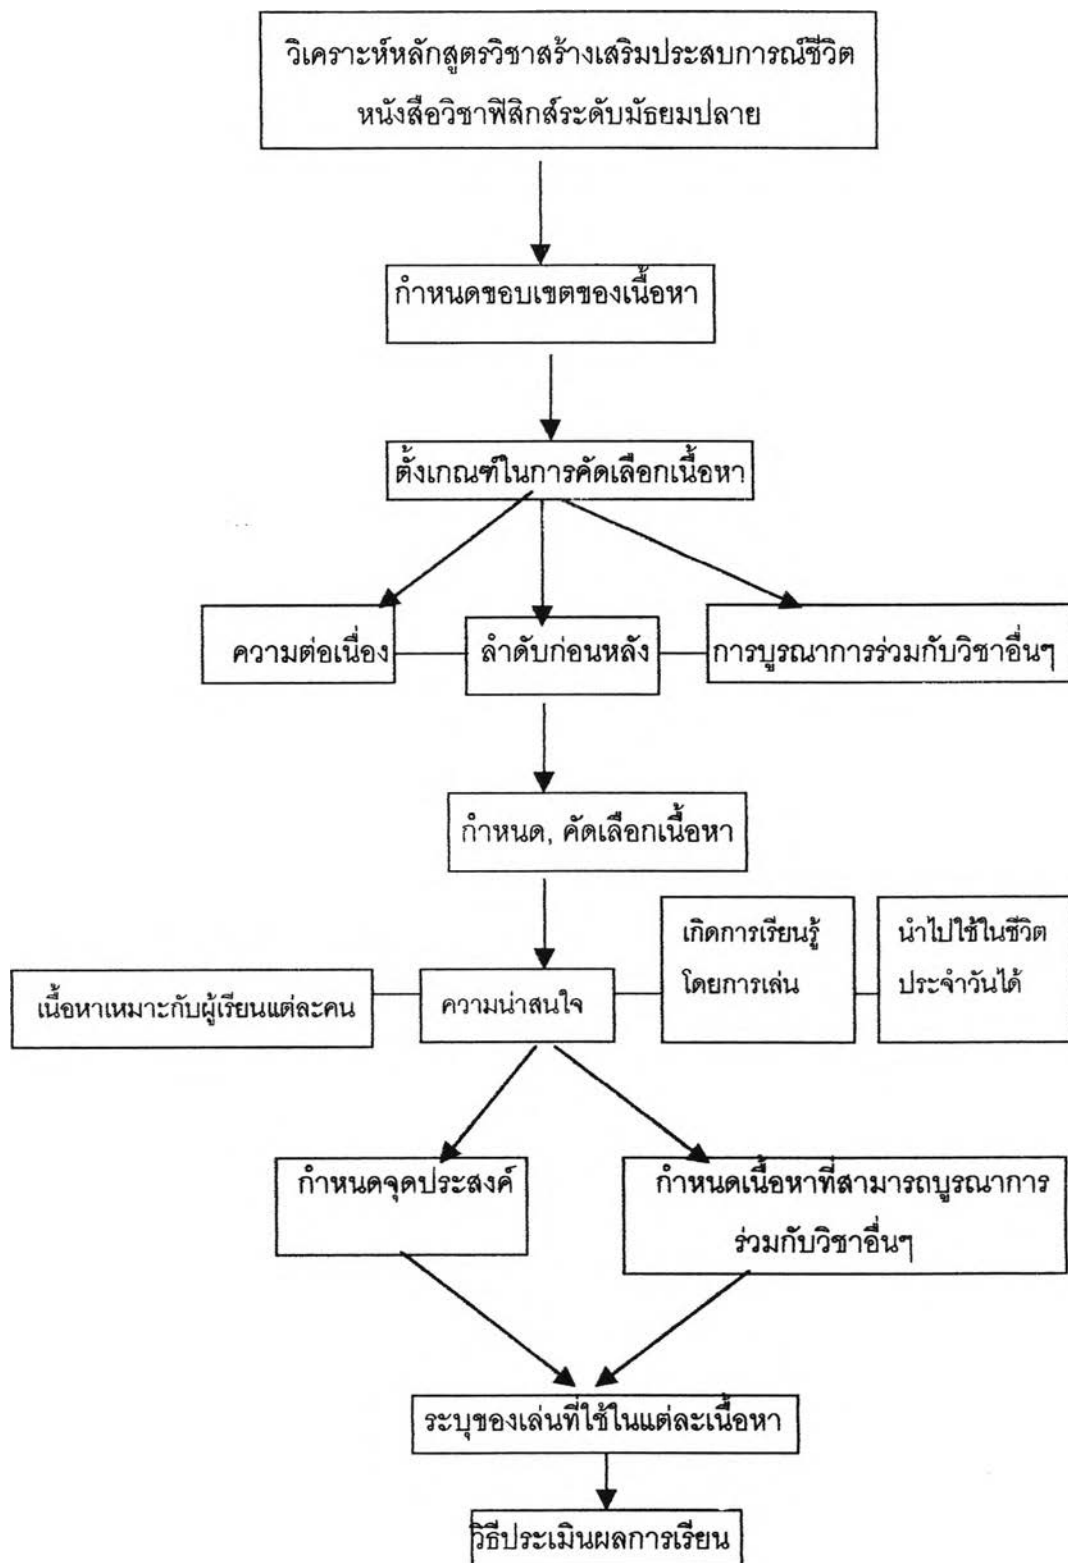 วิเคราะห์หลักสูตรวิชาสร้างเสริมประสบการณ์ชีวิต
หนังสือวิชาฟิสิกส์ระดับมัธยมปลาย
กำหนดขอบเขตของเนื้อหา
ตั้งเกณฑ์ในการคัดเลือกเนื้อหา
ความต่อเนื่อง
ลำดับก่อนหลัง
การบูรณาการร่วมกับวิชาอื่นๆ
กำหนด, คัดเลือกเนื้อหา
เนื้อหาเหมาะกับผู้เรียนแต่ละคน
ความน่าสนใจ
เกิดการเรียนรู้
โดยการเล่น
นำไปใช้ในชีวิต
ประจำวันได้
กำหนดจุดประสงค์
กำหนดเนื้อหาที่สามารถบูรณาการ
ร่วมกับวิชาอื่นๆ
ระบุของเล่นที่ใช้ในแต่ละเนื้อหา
วิธีประเมินผลการเรียน